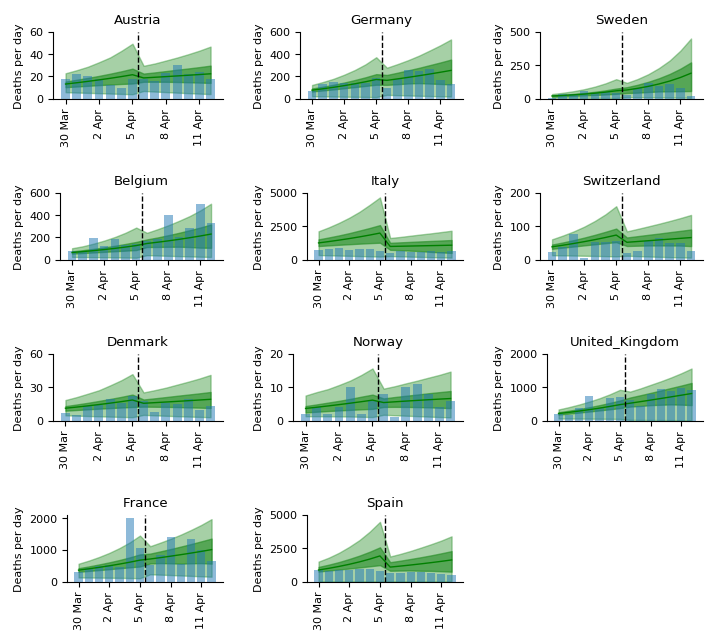 Austria
Deaths per day
60
40
20
0
30 Mar
2 Apr
5 Apr
8 Apr
11 Apr
Germany
Deaths per day
600
400
200
0
30 Mar
2 Apr
5 Apr
8 Apr
11 Apr
Sweden
Deaths per day
500
250
0
30 Mar
2 Apr
5 Apr
8 Apr
11 Apr
Belgium
Deaths per day
600
400
200
0
30 Mar
2 Apr
5 Apr
8 Apr
11 Apr
Italy
Deaths per day
5000
2500
0
30 Mar
2 Apr
5 Apr
8 Apr
11 Apr
Switzerland
Deaths per day
200
100
0
30 Mar
2 Apr
5 Apr
8 Apr
11 Apr
Denmark
Deaths per day
60
30
0
30 Mar
2 Apr
5 Apr
8 Apr
11 Apr
Norway
Deaths per day
20
10
0
30 Mar
2 Apr
5 Apr
8 Apr
11 Apr
United_Kingdom
Deaths per day
2000
1000
0
30 Mar
2 Apr
5 Apr
8 Apr
11 Apr
France
Deaths per day
2000
1000
0
30 Mar
2 Apr
5 Apr
8 Apr
11 Apr
Spain
Deaths per day
5000
2500
0
30 Mar
2 Apr
5 Apr
8 Apr
11 Apr